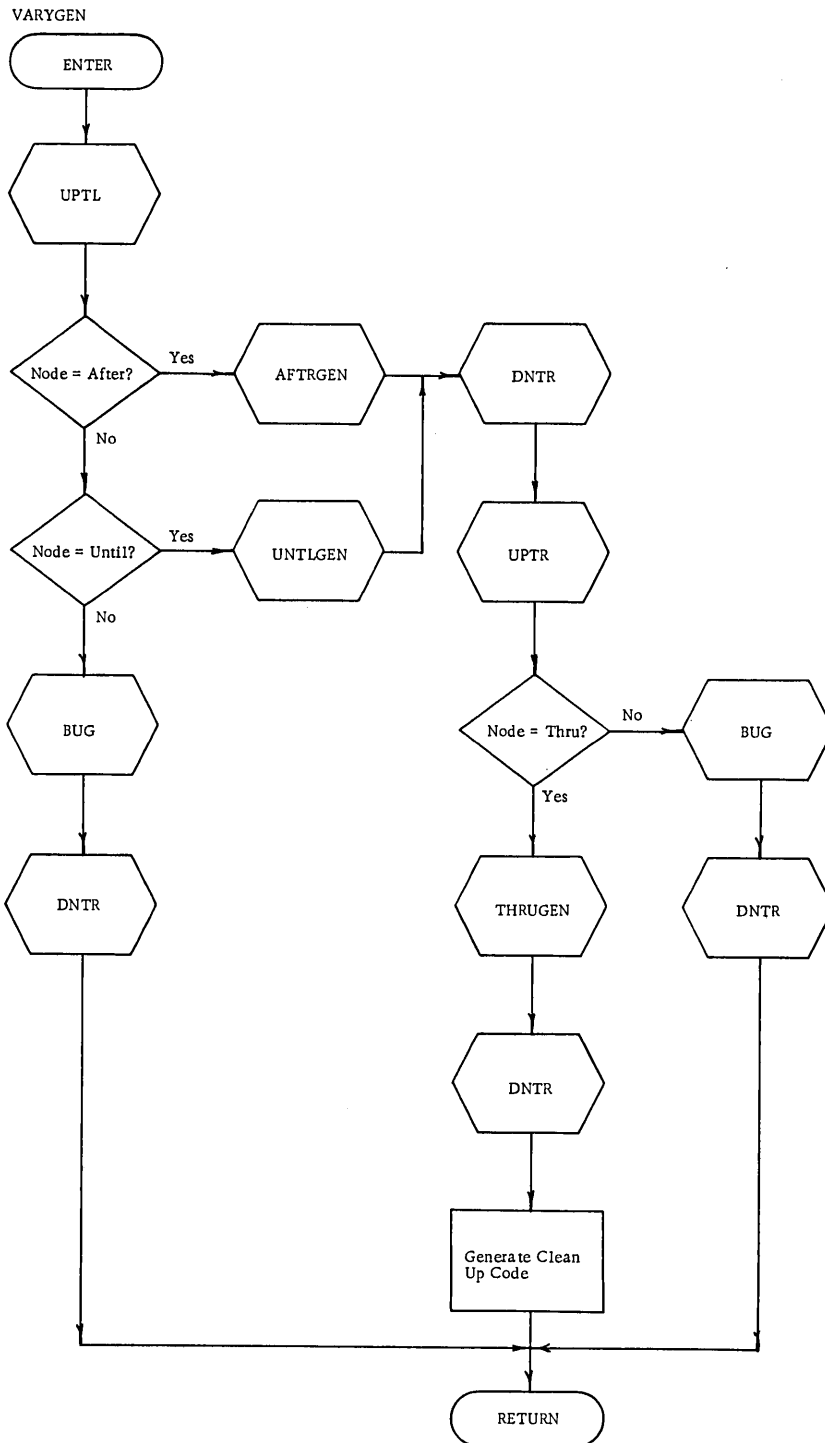 VARYGEN
ENTER
UPTL
Node = After?
Yes
AFTRGEN
DNTR
No
Node = Until?
Yes
UNTLGEN
UPTR
No
BUG
Node = Thru?
No
BUG
Yes
DNTR
THRUGEN
DNTR
DNTR
Generate Clean
Up Code
RETURN